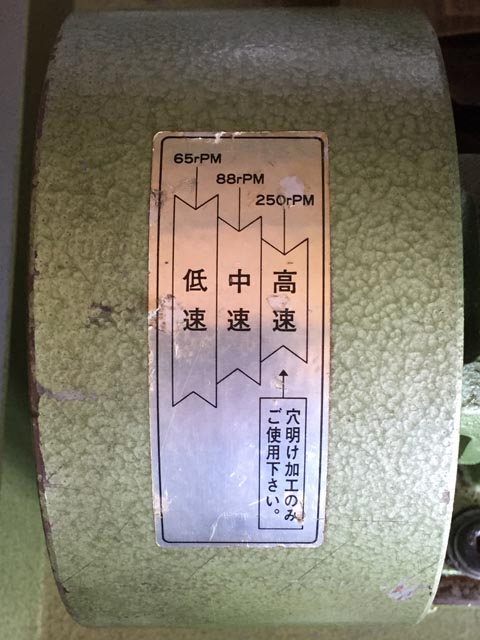 65rPM
88rPM
250rPM
低速
中速
高速
穴明け加工のみ
ご使用下さい。